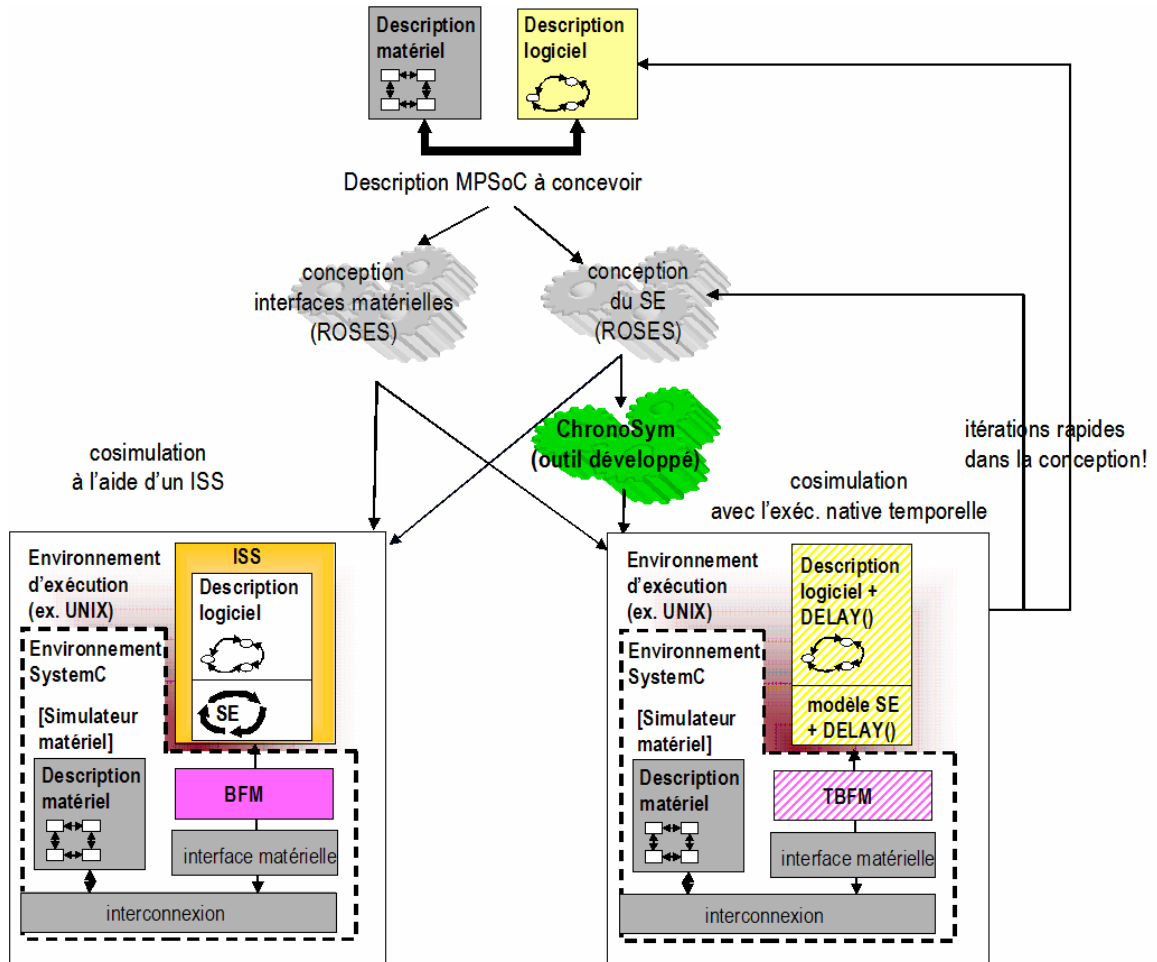 Description
matériel
Description
logiciel
Description MPSoC à concevoir
conception
interfaces matérielles
(ROSES)
conception
du SE
(ROSES)
ChronoSym
(outil développé)
itérations rapides
dans la conception!
cosimulation
à l'aide d'un ISS
cosimulation
avec l'exéc. native temporelle
Environnement
d'exécution
(ex. UNIX)
ISS
Description
logiciel
SE
Environnement
SystemC
[Simulateur
matériel]
Description
matériel
BFM
interface matérielle
interconnexion
Environnement
d'exécution
(ex. UNIX)
Description
logiciel +
DELAY()
modèle SE
+ DELAY()
Environnement
SystemC
[Simulateur
matériel]
Description
matériel
TBFM
interface matérielle
interconnexion